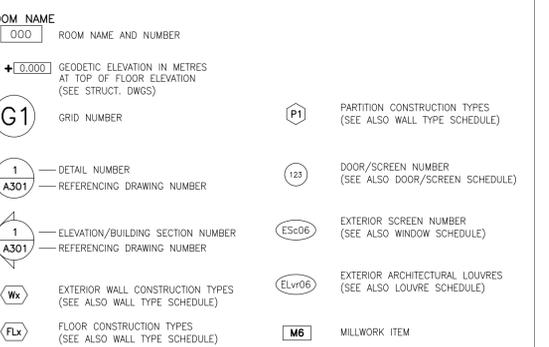 OM NAME
000 ROOM NAME AND NUMBER
+ 0.000 GEODETIC ELEVATION IN METRES
AT TOP OF FLOOR ELEVATION
(SEE STRUCT. DWGS)
G1 GRID NUMBER
1 DETAIL NUMBER
A301 REFERENCING DRAWING NUMBER
1 ELEVATION/BUILDING SECTION NUMBER
A301 REFERENCING DRAWING NUMBER
Wx EXTERIOR WALL CONSTRUCTION TYPES
(SEE ALSO WALL TYPE SCHEDULE)
FLx FLOOR CONSTRUCTION TYPES
(SEE ALSO WALL TYPE SCHEDULE)
P1 PARTITION CONSTRUCTION TYPES
(SEE ALSO WALL TYPE SCHEDULE)
123 DOOR/SCREEN NUMBER
(SEE ALSO DOOR/SCREEN SCHEDULE)
ESc06 EXTERIOR SCREEN NUMBER
(SEE ALSO WINDOW SCHEDULE)
ELvr06 EXTERIOR ARCHITECTURAL LOUVRES
(SEE ALSO LOUVRE SCHEDULE)
M6 MILLWORK ITEM